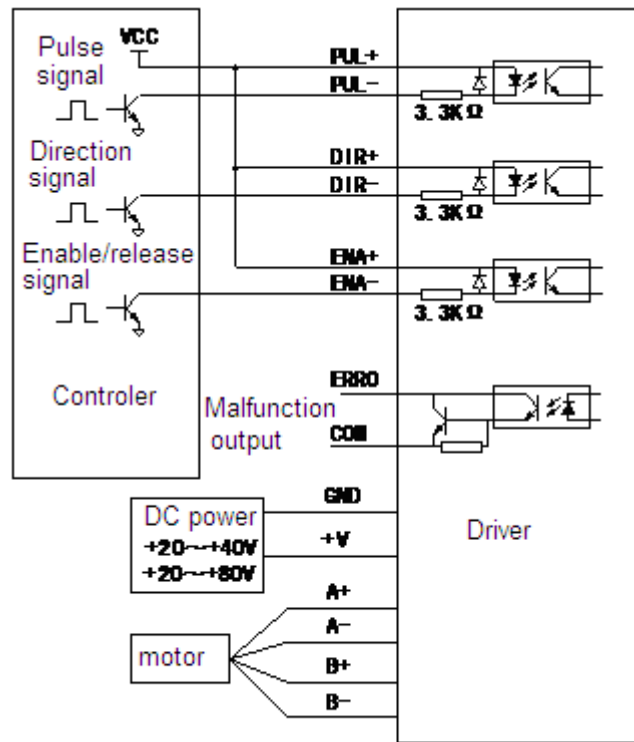 Pulse
signal
VCC
PUL+
PUL-
3.3KΩ
Direction
signal
DIR+
DIR-
3.3KΩ
Enable/release
signal
ENA+
ENA-
3.3KΩ
Controler
ERRO
Malfunction
output
COM
GND
DC power
+20~+40V
+20~+80V
+V
Driver
A+
A-
motor
B+
B-